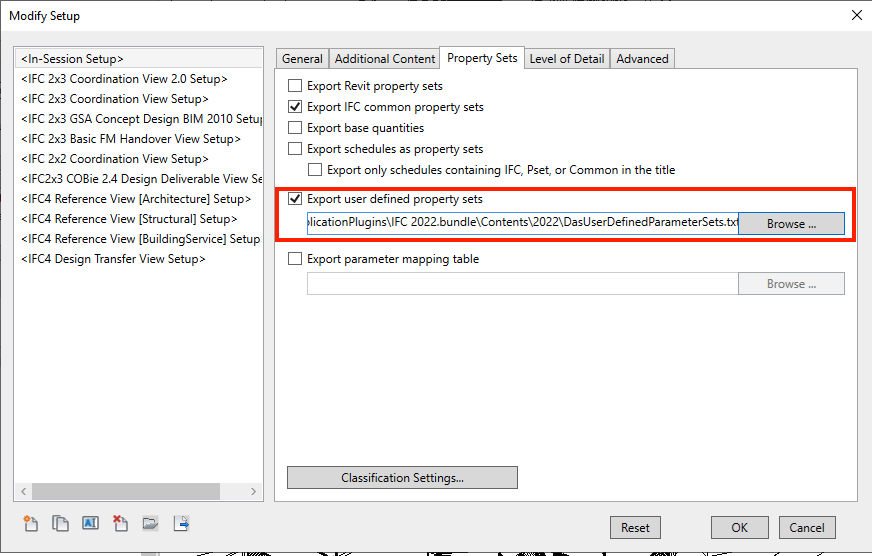 Modify Setup
<In-Session Setup>
<IFC 2x3 Coordination View 2.0 Setup>
<IFC 2x3 Coordination View Setup>
<IFC 2x3 GSA Concept Design BIM 2010 Setup
<IFC 2x3 Basic FM Handover View Setup>
<IFC 2x2 Coordination View Setup>
<IFC2x3 COBie 2.4 Design Deliverable View Se
<IFC4 Reference View [Architecture] Setup>
<IFC4 Reference View [Structural] Setup>
<IFC4 Reference View [BuildingService] Setup
<IFC4 Design Transfer View Setup>
General Additional Content Property Sets Level of Detail Advanced
Export Revit property sets
Export IFC common property sets
Export base quantities
Export schedules as property sets
Export only schedules containing IFC, Pset, or Common in the title
Export user defined property sets
plicationPlugins\IFC 2022.bundle\Contents\2022\DasUserDefinedParameterSets.txt Browse ...
Export parameter mapping table
Browse ...
Classification Settings...
Reset OK Cancel